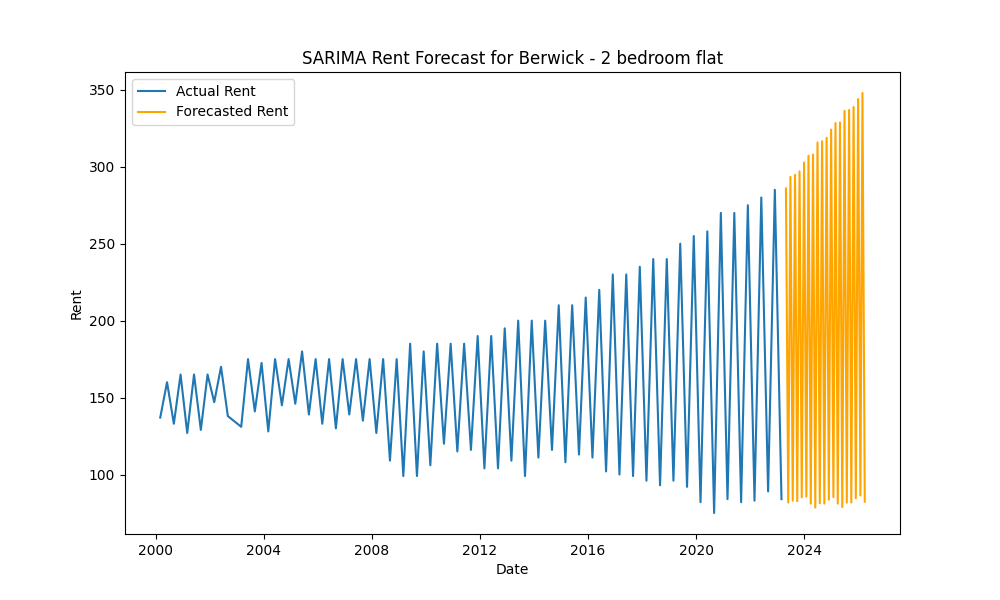 SARIMA Rent Forecast for Berwick - 2 bedroom flat
Actual Rent
Forecasted Rent
350
300
250
200
150
100
Rent
2000 2004 2008 2012 2016 2020 2024
Date